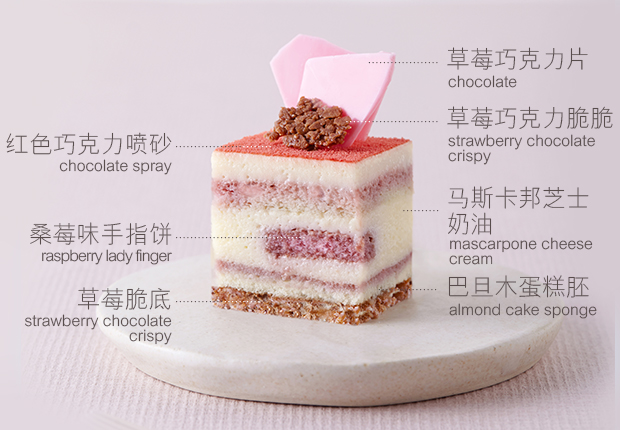 红色巧克力喷砂
chocolate spray
桑莓味手指饼
raspberry lady finger
草莓脆底
strawberry chocolate
crispy
草莓巧克力片
chocolate
草莓巧克力脆脆
strawberry chocolate
crispy
马斯卡邦芝士
奶油
mascarpone cheese
cream
巴旦木蛋糕胚
almond cake sponge